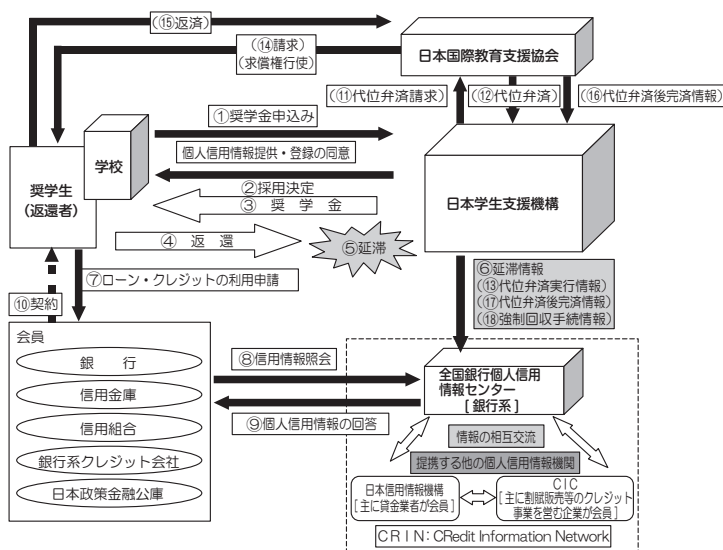 (⑮返済)
(⑭請求)
(求償権行使)
日本国際教育支援協会
(⑪代位弁済請求)
(⑫代位弁済)
(⑯代位弁済後完済情報)
①奨学金申込み
個人信用情報提供・登録の同意
学校
奨学生
(返還者)
②採用決定
③ 奨 学 金
日本学生支援機構
④ 返 還
⑤延滞
⑥延滞情報
(⑬代位弁済実行情報)
(⑰代位弁済後完済情報)
(⑱強制回収手続情報)
⑦ローン・クレジットの利用申請
⑩契約
会員
銀 行
信用金庫
信用組合
銀行系クレジット会社
日本政策金融公庫
⑧信用情報照会
⑨個人信用情報の回答
全国銀行個人信用
情報センター
[銀行系]
情報の相互交流
提携する他の個人信用情報機関
日本信用情報機構
[主に貸金業者が会員]
CIC
[主に割賦販売等のクレジット
事業を営む企業が会員]
CRIN:CRedit Information Network